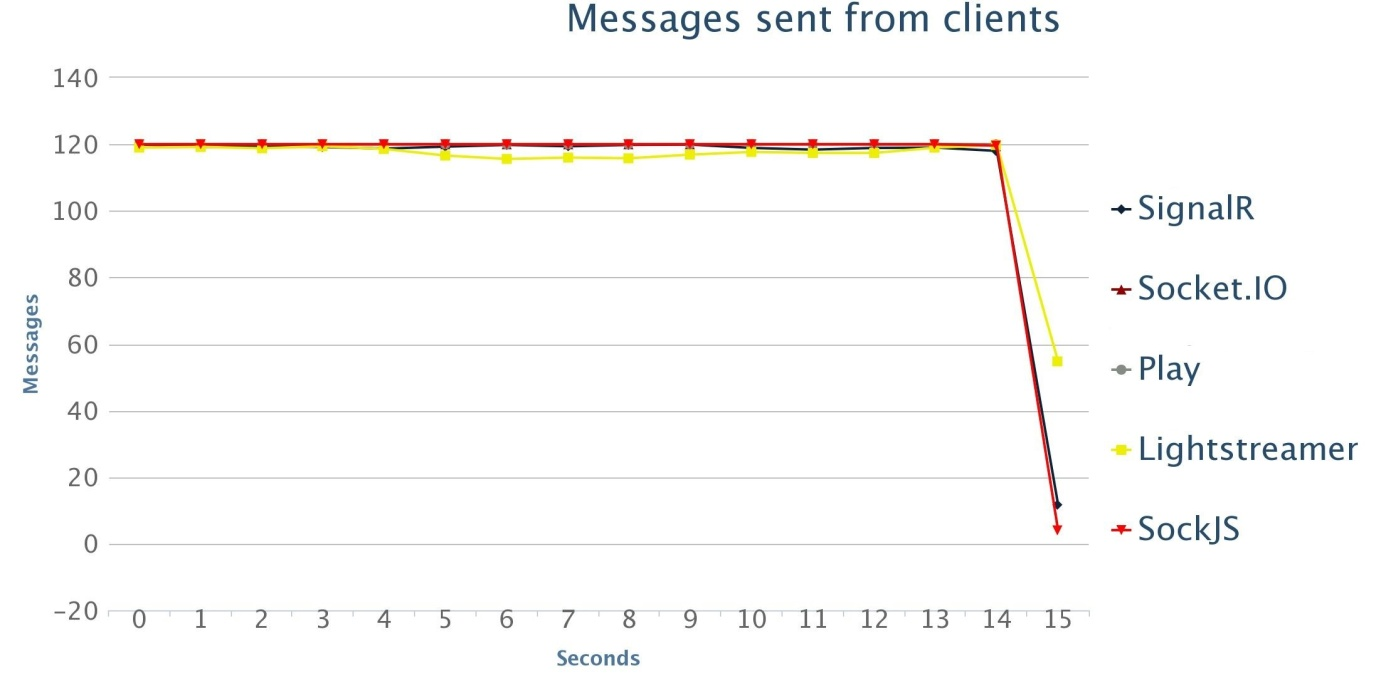 Messages sent from clients
140
120
100
80
60
40
20
0
−20
Messages
0 1 2 3 4 5 6 7 8 9 10 11 12 13 14 15
Seconds
SignalR
Socket.IO
Play
Lightstreamer
SockJS